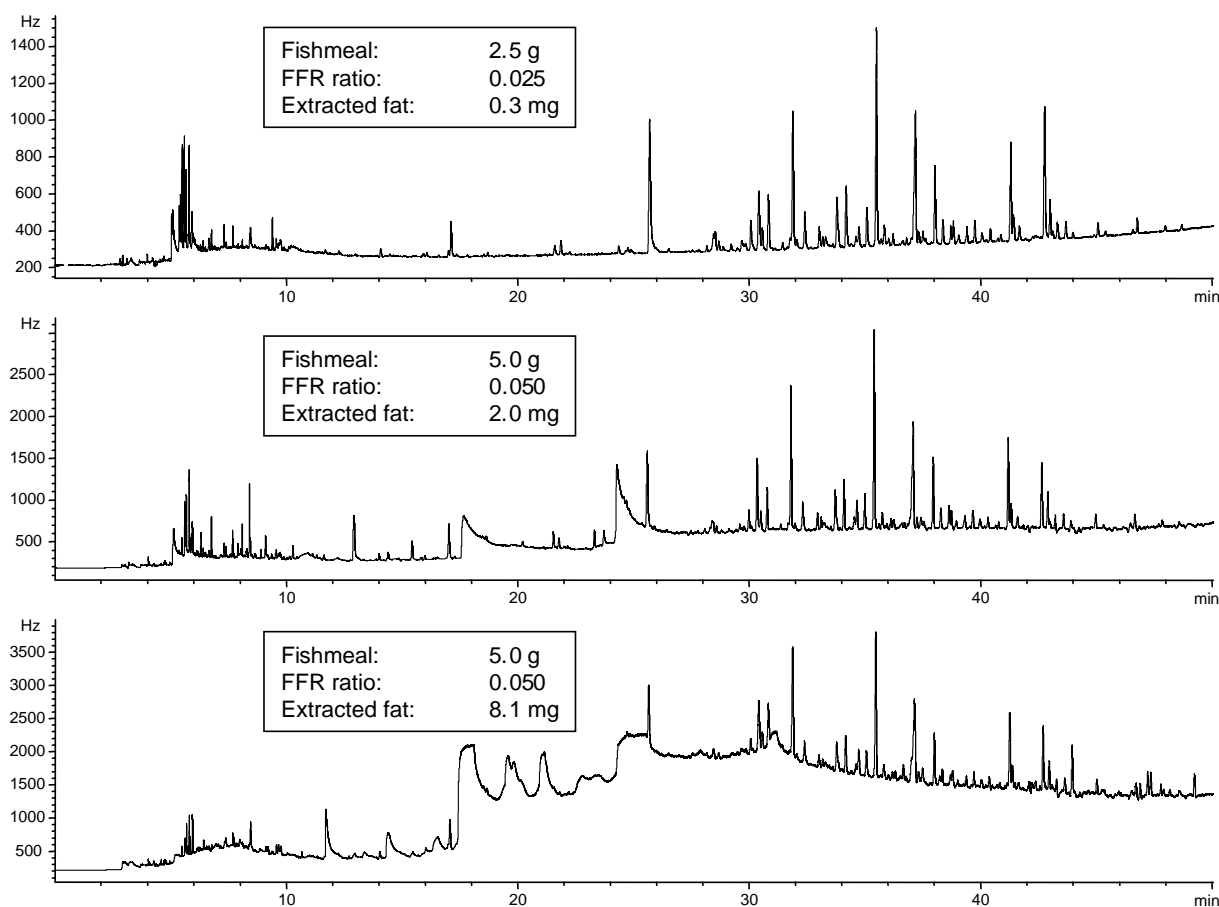 Hz
1400
1200
1000
800
600
400
200
Fishmeal: 2.5 g
FFR ratio: 0.025
Extracted fat: 0.3 mg
10 20 30 40 min
Hz
2500
2000
1500
1000
500
Fishmeal: 5.0 g
FFR ratio: 0.050
Extracted fat: 2.0 mg
10 20 30 40 min
Hz
3500
3000
2500
2000
1500
1000
500
Fishmeal: 5.0 g
FFR ratio: 0.050
Extracted fat: 8.1 mg
10 20 30 40 min